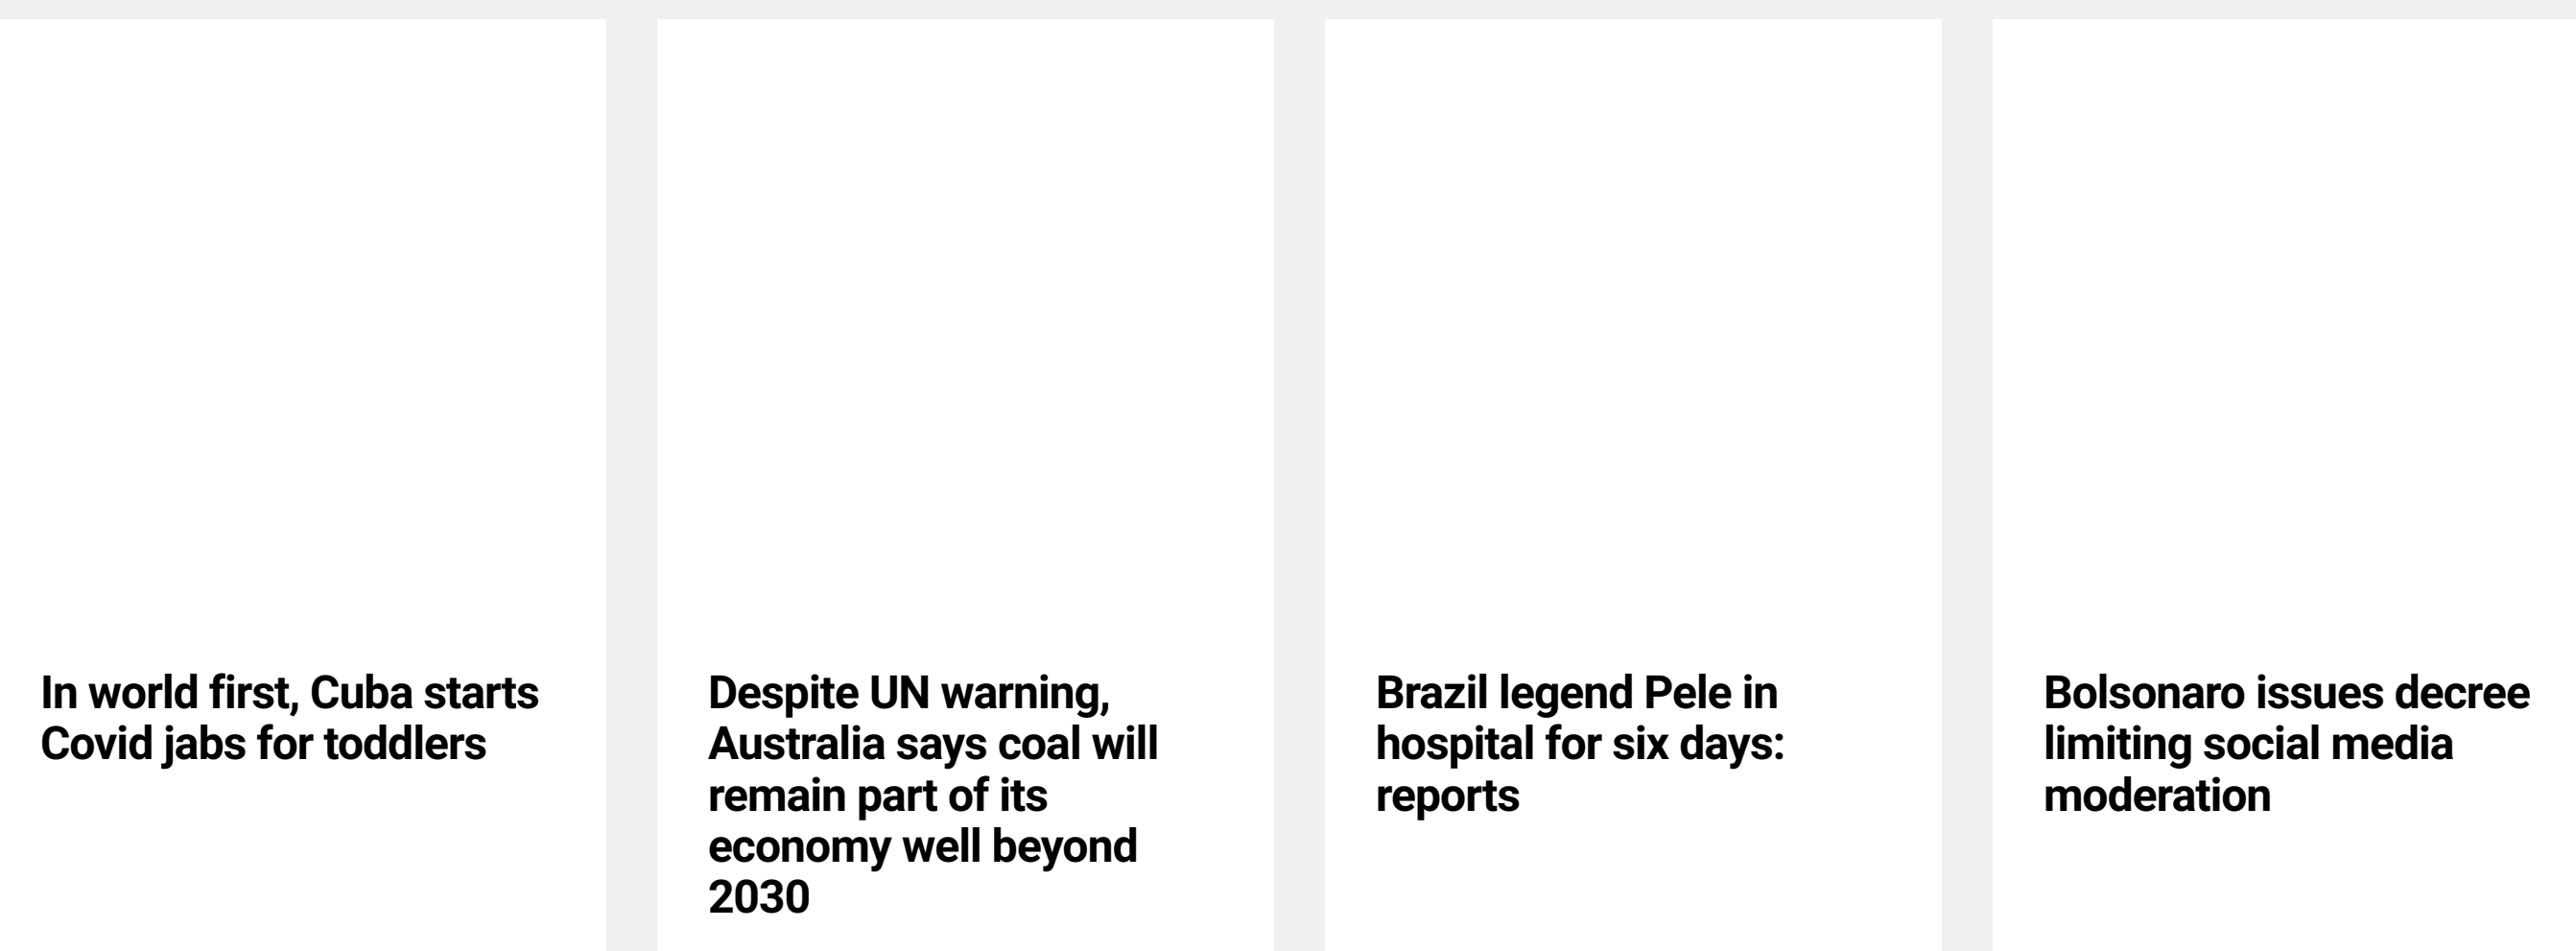 In world first, Cuba starts
Covid jabs for toddlers
Despite UN warning,
Australia says coal will
remain part of its
economy well beyond
2030
Brazil legend Pele in
hospital for six days:
reports
Bolsonaro issues decree
limiting social media
moderation